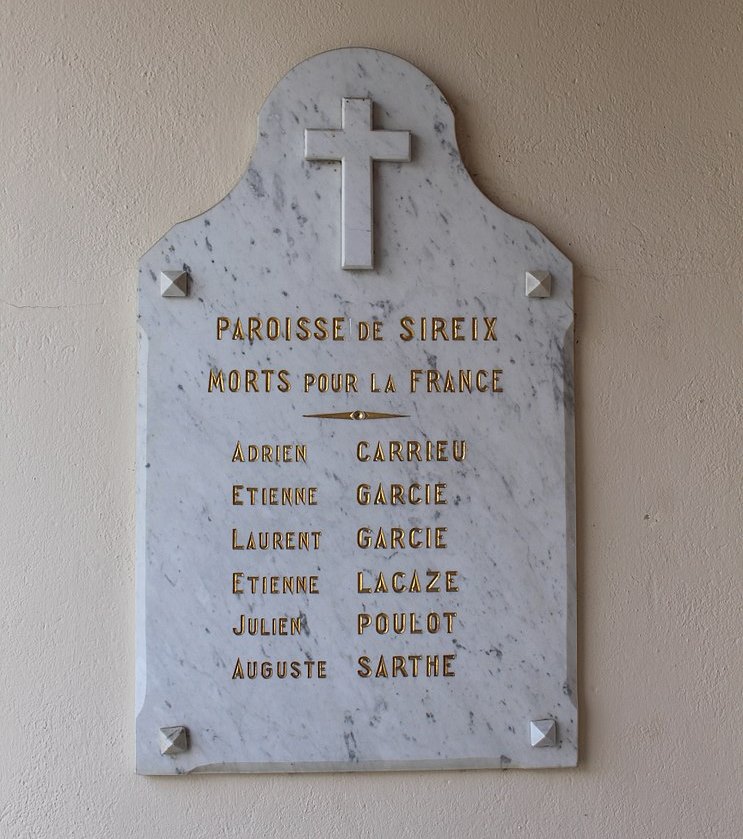 PAROISSE DE SIREIX
MORTS POUR LA FRANCE
ADRIEN CARRIEU
ETIENNE GARCIE
LAURENT GARCIE
ETIENNE LACAZE
JULIEN POULOT
AUGUSTE SARTHE